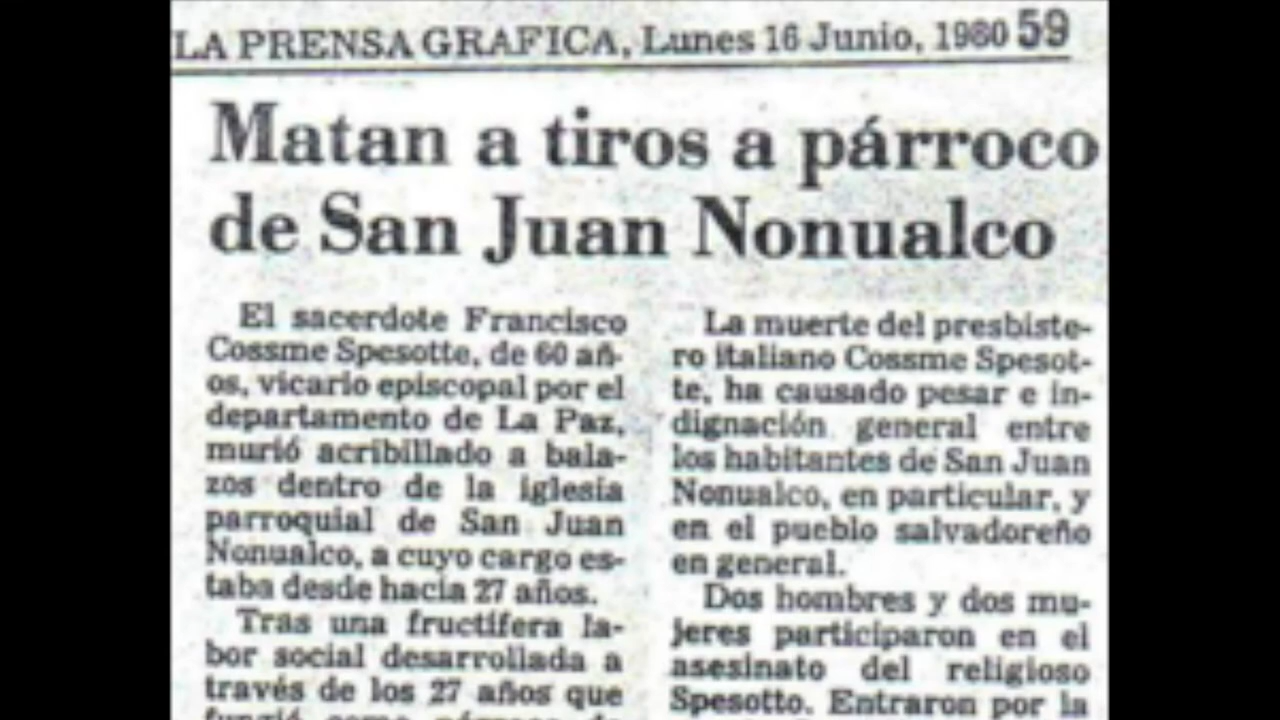 LA PRENSA GRAFICA, Lunes 16 Junio, 1980 59
Matan a tiros a párroco
de San Juan Nonualco
El sacerdote Francisco
Cossme Spesotte, de 60 añ-
os, vicario episcopal por el
departamento de La Paz,
murió acribillado a bala-
zos dentro de la iglesia
parroquial de San Juan
Nonualco, a cuyo cargo es-
taba desde hacía 27 años.
Tras una fructífera la-
bor social desarrollada a
través de los 27 años que
La muerte del presbiste-
ro italiano Cossme Spesot-
te, ha causado pesar e in-
dignación general entre
los habitantes de San Juan
Nonualco, en particular, y
en el pueblo salvadoreño
en general.
Dos hombres y dos mu-
jeres participaron en el
asesinato del religioso
Spesotto. Entraron por la